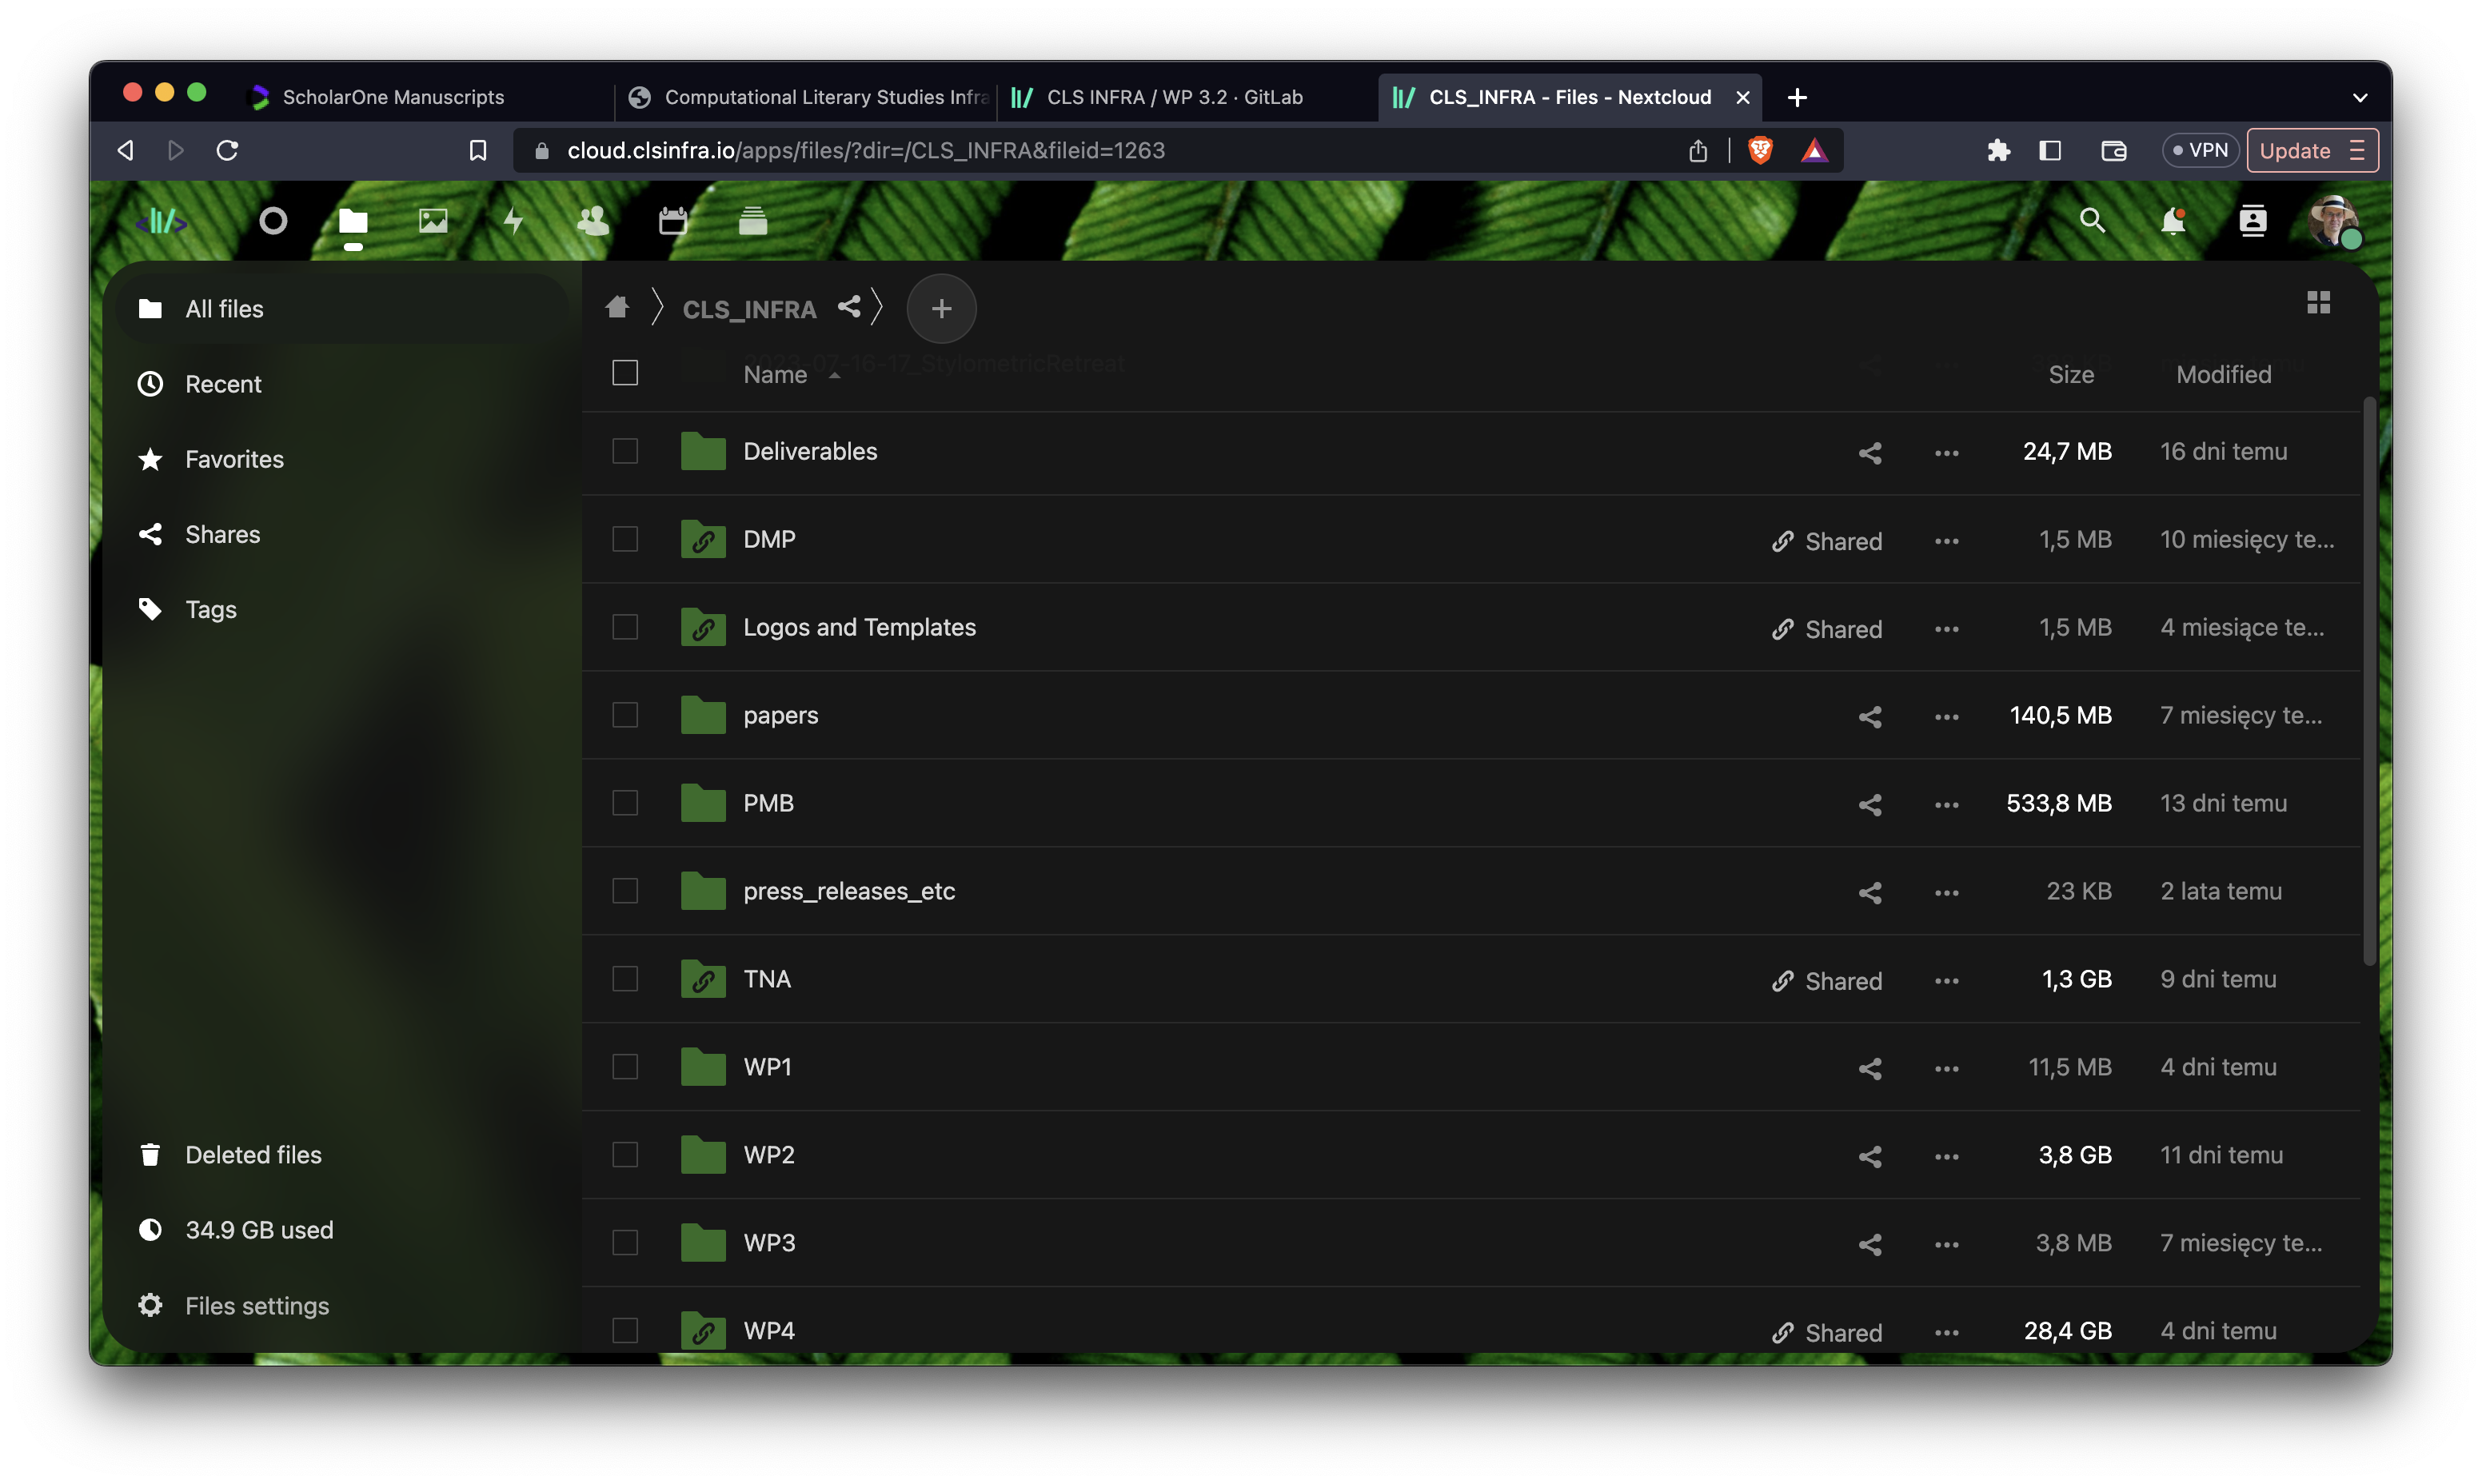 ScholarOne Manuscripts
Computational Literary Studies Infra
CLS INFRA / WP 3.2 · GitLab
CLS_INFRA - Files - Nextcloud
cloud.clsinfra.io/apps/files/?dir=/CLS_INFRA&fileid=1263
VPN
Update
All files
Recent
Favorites
Shares
Tags
Deleted files
34.9 GB used
Files settings
CLS_INFRA
2023-07-16-17_StylometricRetreat
Name Size Modified
Deliverables 24,7 MB 16 dni temu
DMP Shared 1,5 MB 10 miesięcy te...
Logos and Templates Shared 1,5 MB 4 miesiące te...
papers 140,5 MB 7 miesięcy te...
PMB 533,8 MB 13 dni temu
press_releases_etc 23 KB 2 lata temu
TNA Shared 1,3 GB 9 dni temu
WP1 11,5 MB 4 dni temu
WP2 3,8 GB 11 dni temu
WP3 3,8 MB 7 miesięcy te...
WP4 Shared 28,4 GB 4 dni temu